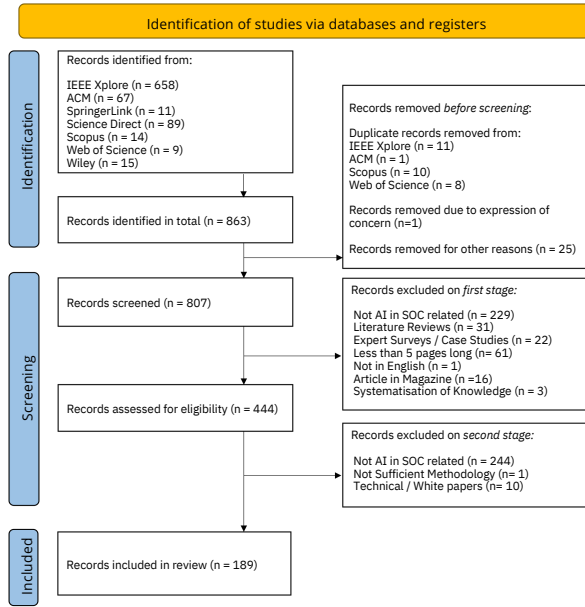 Identification of studies via databases and registers
Identification
Records identified from:
IEEE Xplore (n = 658)
ACM (n = 67)
SpringerLink (n = 11)
Science Direct (n = 89)
Scopus (n = 14)
Web of Science (n = 9)
Wiley (n = 15)
Records identified in total (n = 863)
Records removed before screening:
Duplicate records removed from:
IEEE Xplore (n = 11)
ACM (n = 1)
Scopus (n = 10)
Web of Science (n = 8)
Records removed due to expression of
concern (n=1)
Records removed for other reasons (n = 25)
Screening
Records screened (n = 807)
Records excluded on first stage:
Not AI in SOC related (n = 229)
Literature Reviews (n = 31)
Expert Surveys / Case Studies (n = 22)
Less than 5 pages long (n= 61)
Not in English (n = 1)
Article in Magazine (n =16)
Systematisation of Knowledge (n = 3)
Records assessed for eligibility (n = 444)
Records excluded on second stage:
Not AI in SOC related (n = 244)
Not Sufficient Methodology (n= 1)
Technical / White papers (n= 10)
Included
Records included in review (n = 189)